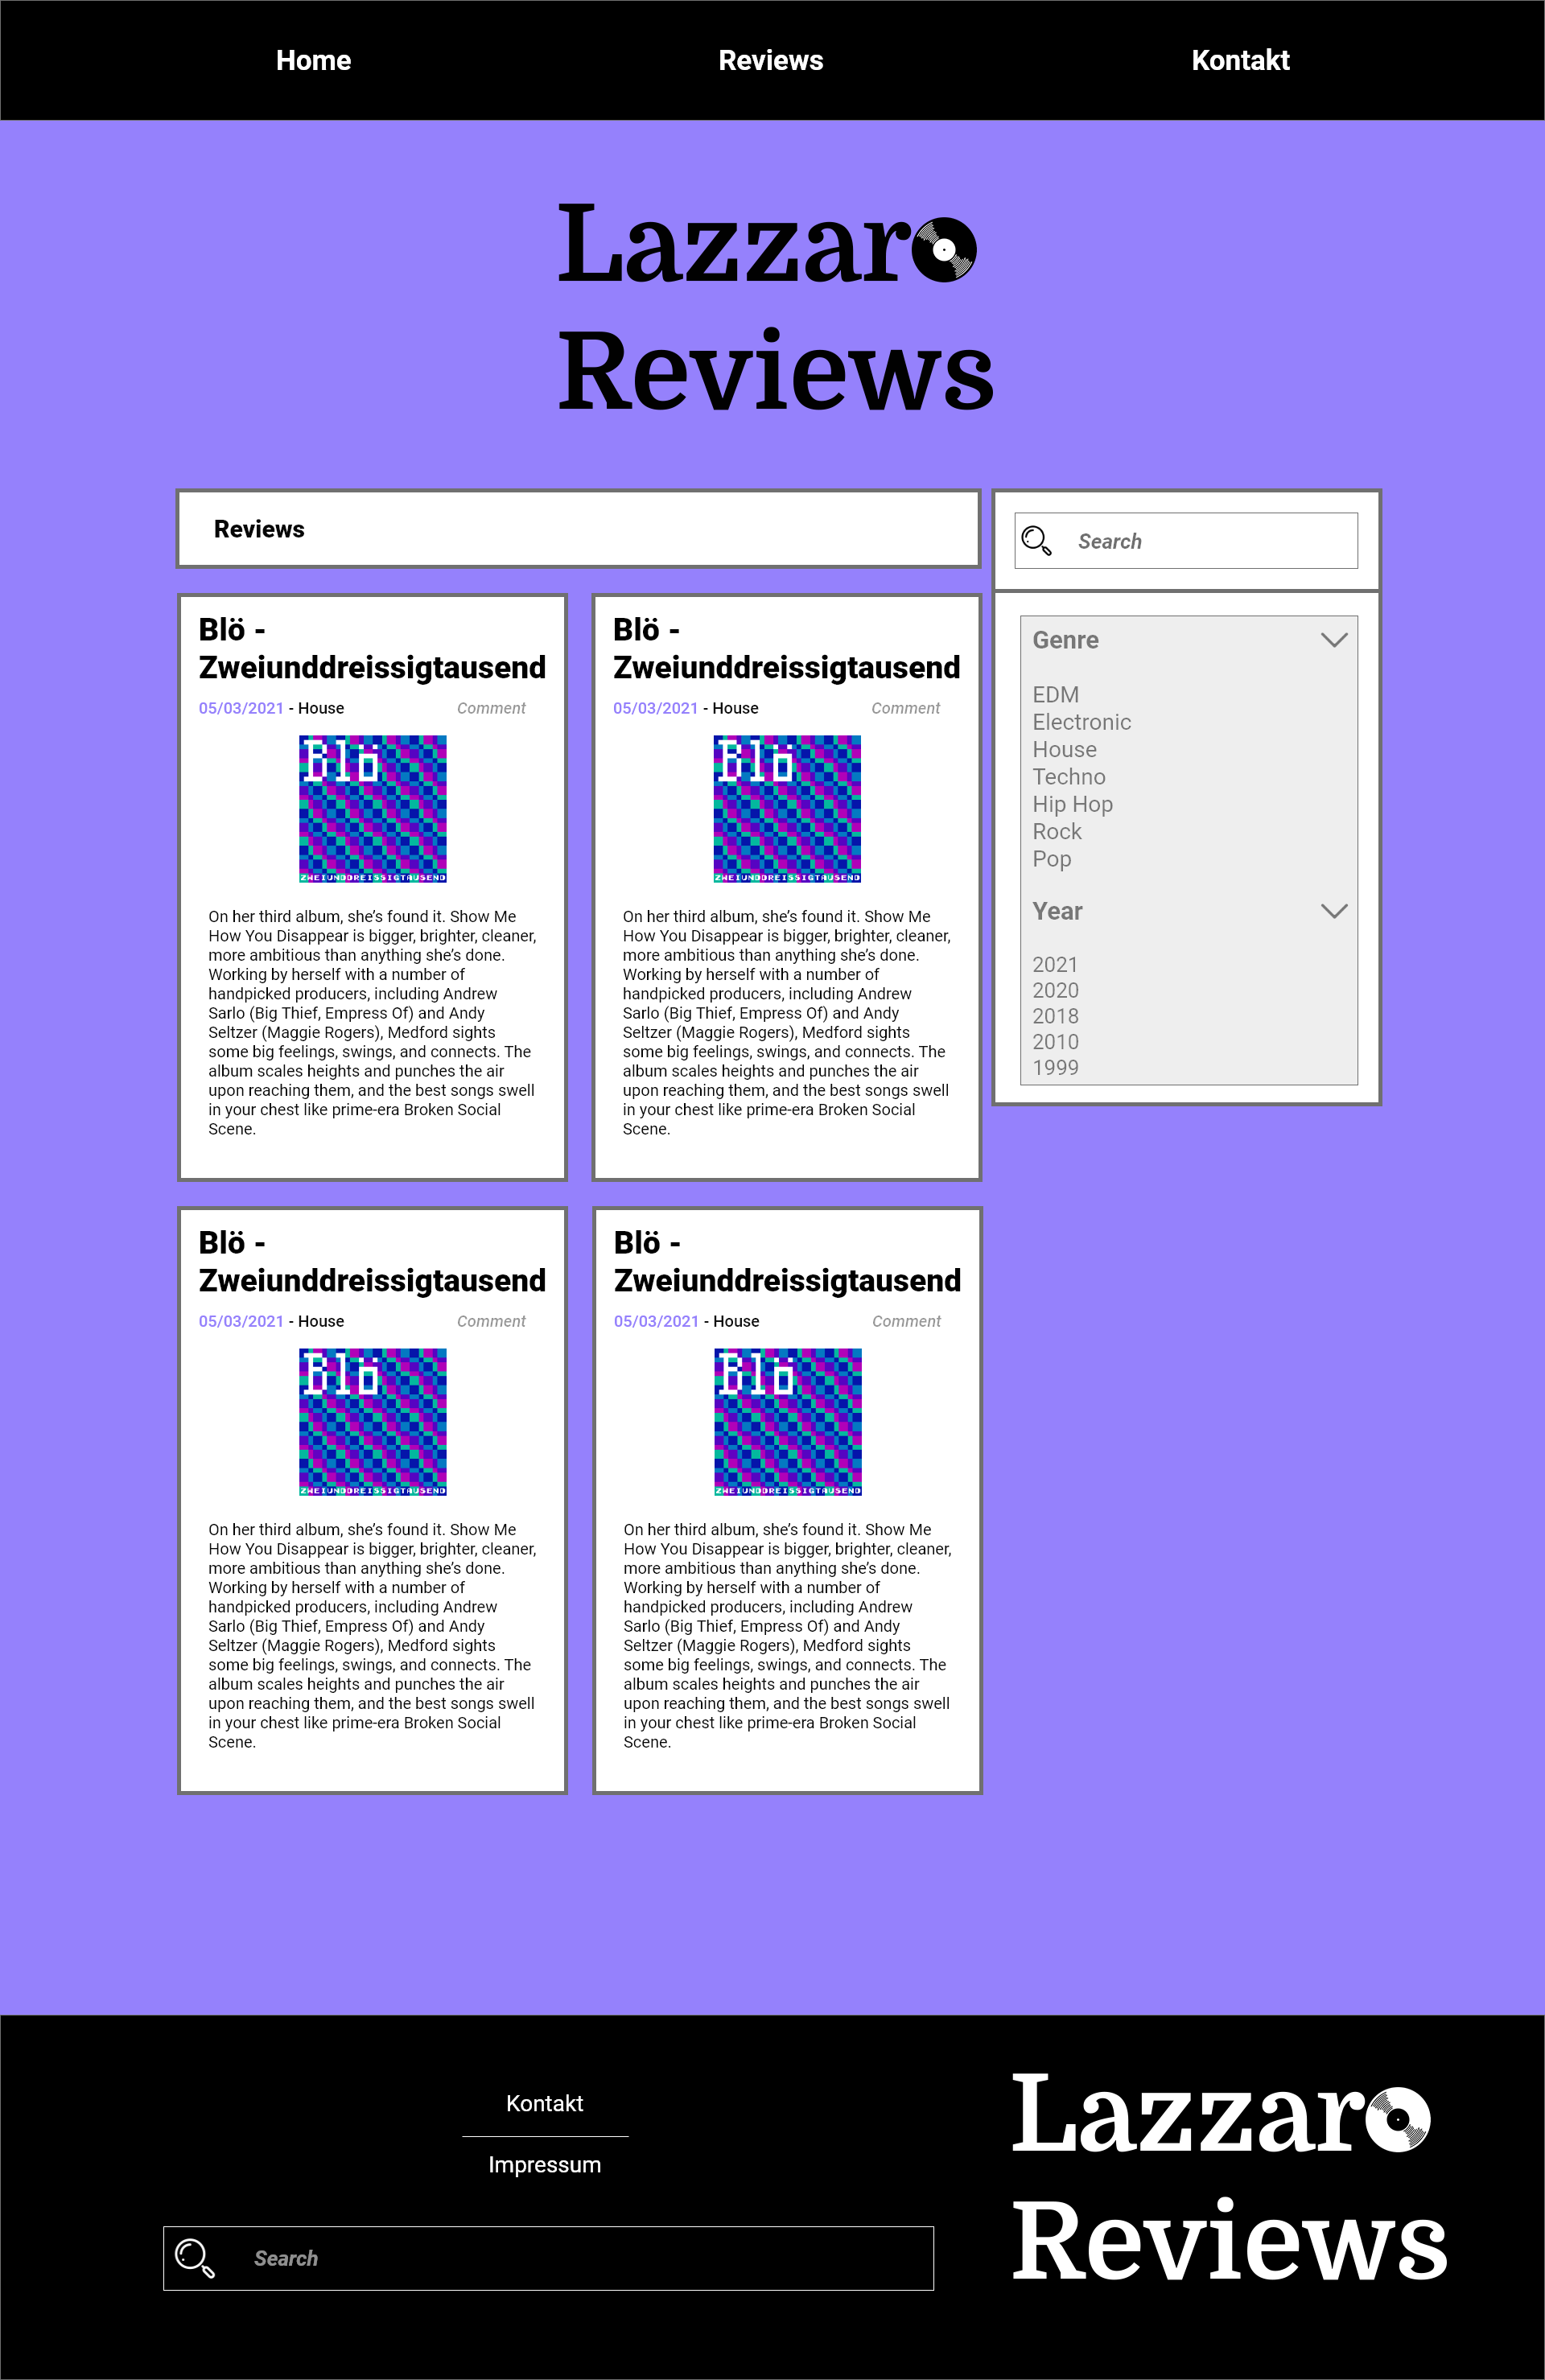 Home
Reviews
Kontakt
Lazzaro
Reviews
Reviews
Blö -
Zweiunddreissigtausend
05/03/2021 - House
Comment
Blö
ZWEIUNDDREISSIGTAUSEND
On her third album, she’s found it. Show Me
How You Disappear is bigger, brighter, cleaner,
more ambitious than anything she’s done.
Working by herself with a number of
handpicked producers, including Andrew
Sarlo (Big Thief, Empress Of) and Andy
Seltzer (Maggie Rogers), Medford sights
some big feelings, swings, and connects. The
album scales heights and punches the air
upon reaching them, and the best songs swell
in your chest like prime-era Broken Social
Scene.
Blö -
Zweiunddreissigtausend
05/03/2021 - House
Comment
Blö
ZWEIUNDDREISSIGTAUSEND
On her third album, she’s found it. Show Me
How You Disappear is bigger, brighter, cleaner,
more ambitious than anything she’s done.
Working by herself with a number of
handpicked producers, including Andrew
Sarlo (Big Thief, Empress Of) and Andy
Seltzer (Maggie Rogers), Medford sights
some big feelings, swings, and connects. The
album scales heights and punches the air
upon reaching them, and the best songs swell
in your chest like prime-era Broken Social
Scene.
Search
Genre
EDM
Electronic
House
Techno
Hip Hop
Rock
Pop
Year
2021
2020
2018
2010
1999
Blö -
Zweiunddreissigtausend
05/03/2021 - House
Comment
Blö
ZWEIUNDDREISSIGTAUSEND
On her third album, she’s found it. Show Me
How You Disappear is bigger, brighter, cleaner,
more ambitious than anything she’s done.
Working by herself with a number of
handpicked producers, including Andrew
Sarlo (Big Thief, Empress Of) and Andy
Seltzer (Maggie Rogers), Medford sights
some big feelings, swings, and connects. The
album scales heights and punches the air
upon reaching them, and the best songs swell
in your chest like prime-era Broken Social
Scene.
Blö -
Zweiunddreissigtausend
05/03/2021 - House
Comment
Blö
ZWEIUNDDREISSIGTAUSEND
On her third album, she’s found it. Show Me
How You Disappear is bigger, brighter, cleaner,
more ambitious than anything she’s done.
Working by herself with a number of
handpicked producers, including Andrew
Sarlo (Big Thief, Empress Of) and Andy
Seltzer (Maggie Rogers), Medford sights
some big feelings, swings, and connects. The
album scales heights and punches the air
upon reaching them, and the best songs swell
in your chest like prime-era Broken Social
Scene.
Kontakt
Impressum
Search
Lazzaro
Reviews